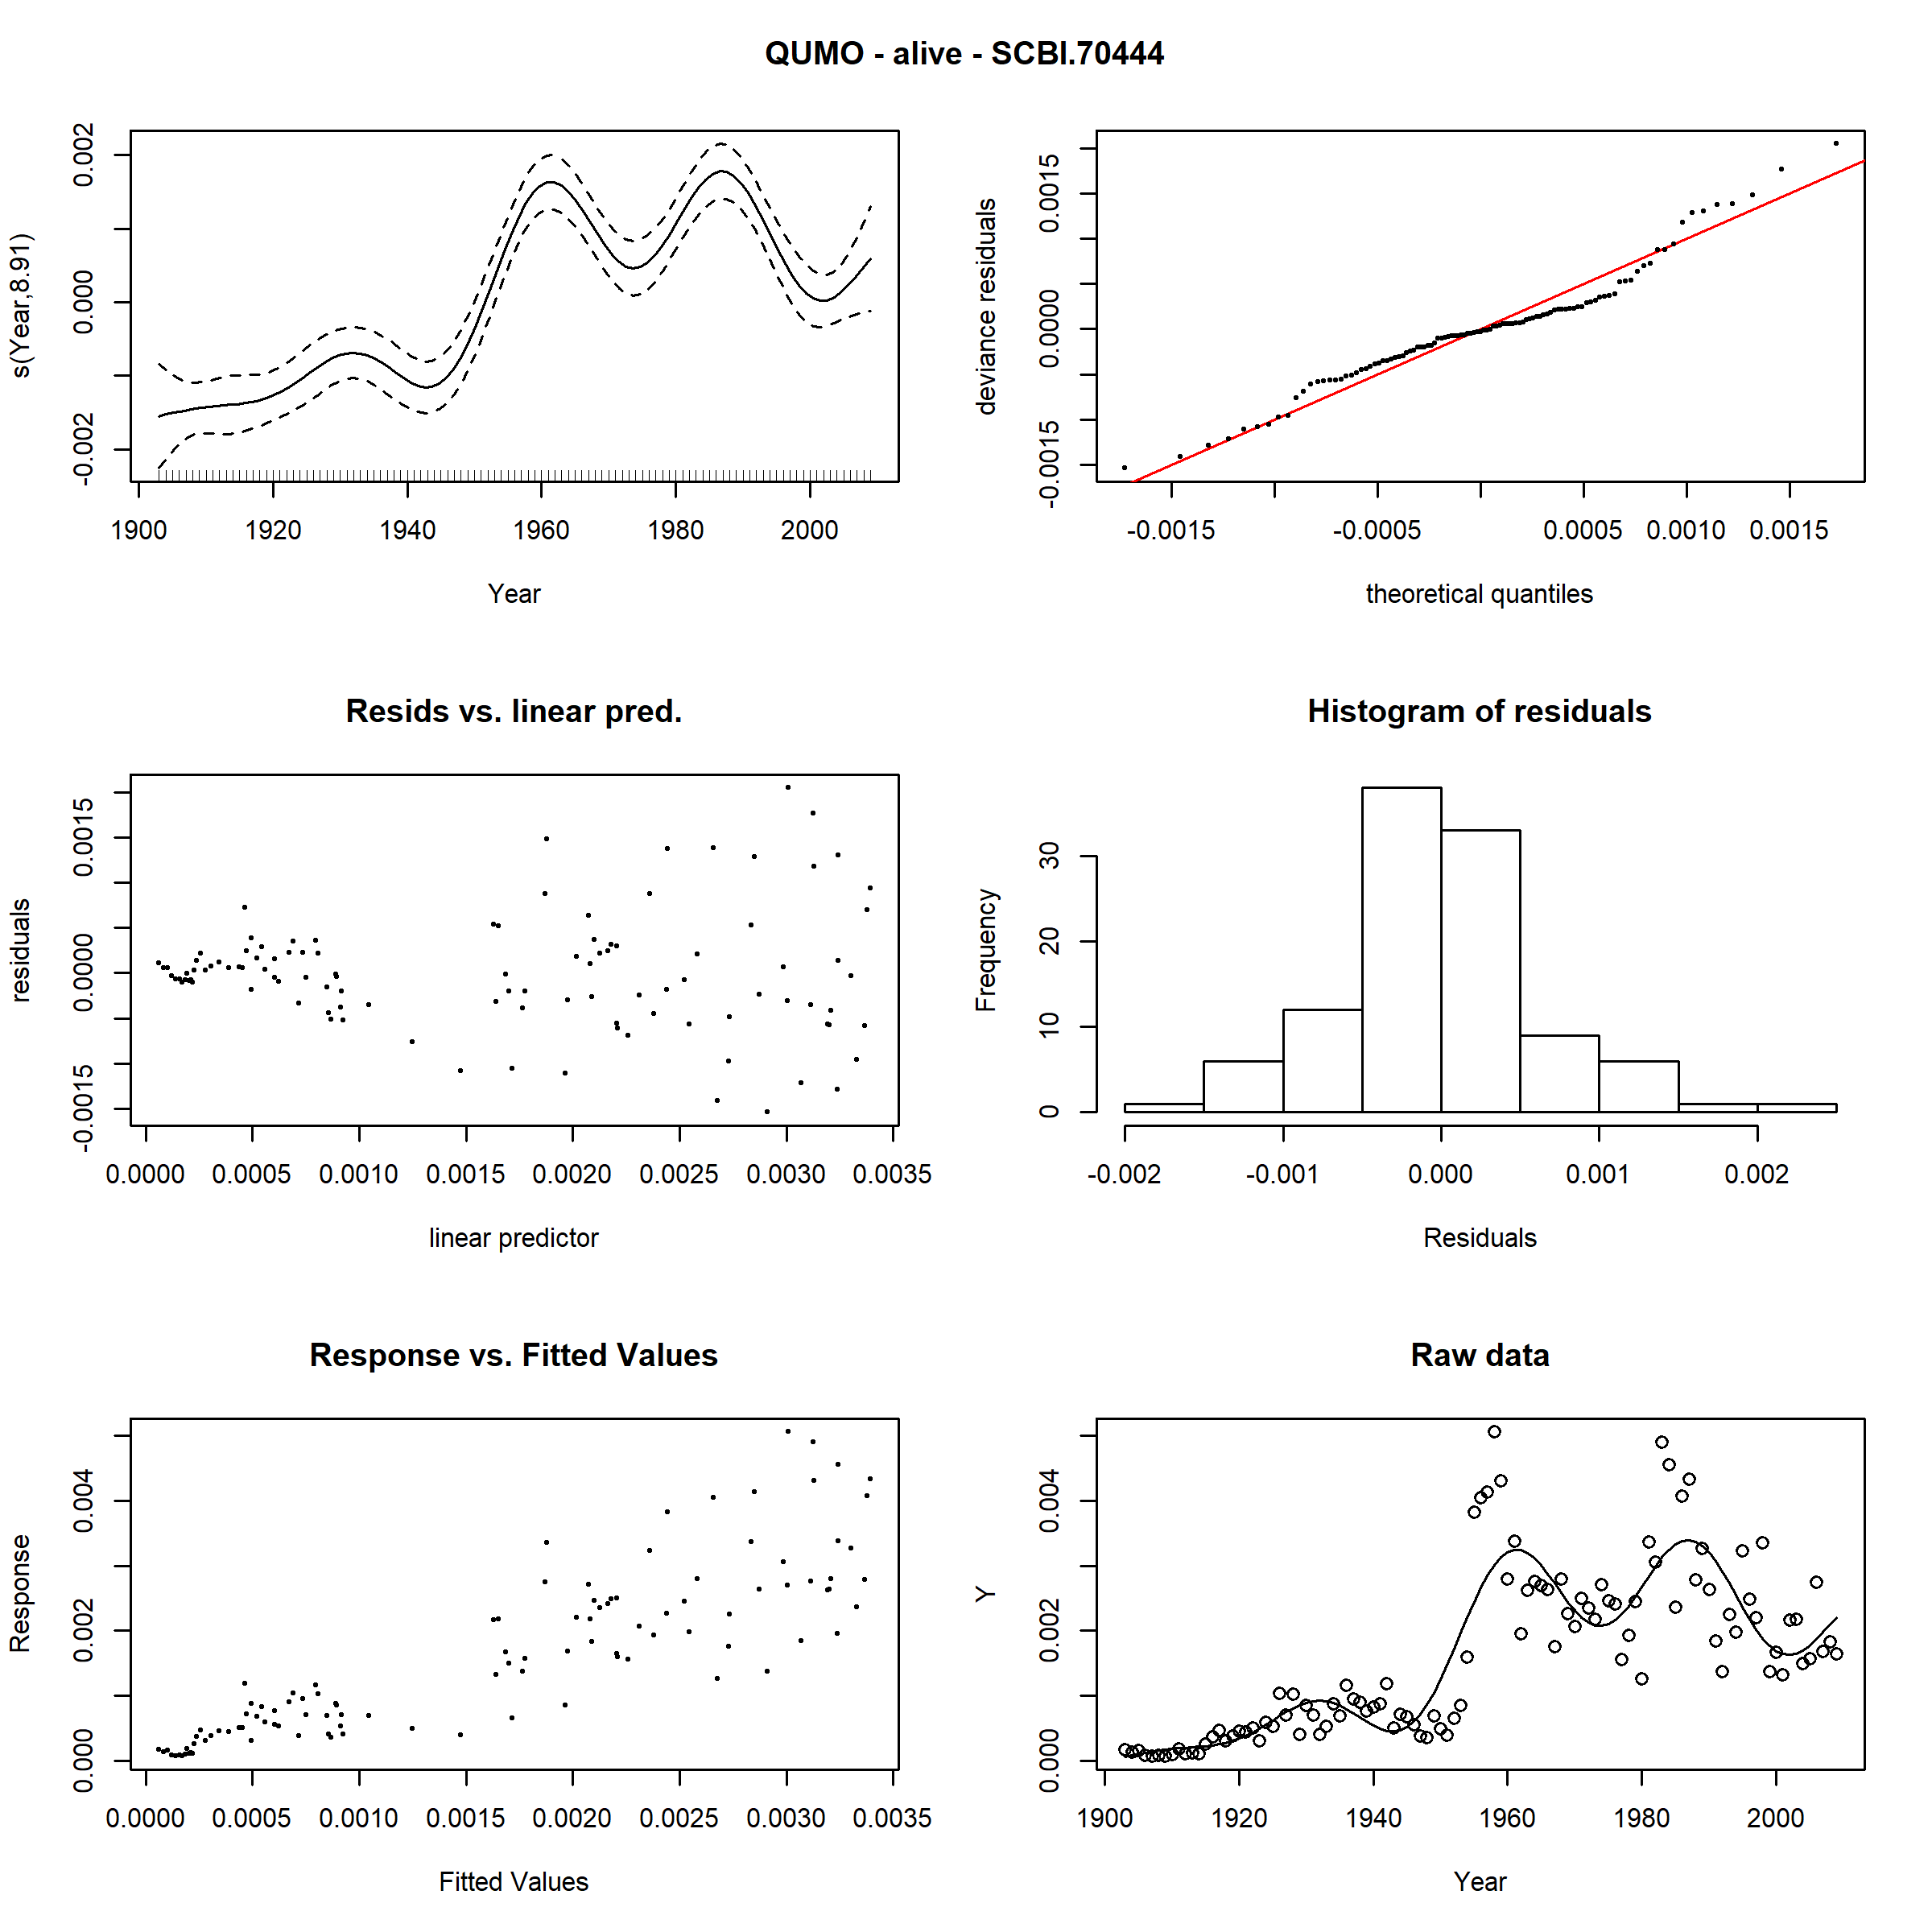 QUMO - alive - SCBI.70444
s(Year,8.91)
0.002
0.000
-0.002
1900 1920 1940 1960 1980 2000
Year
deviance residuals
0.0015
0.0000
-0.0015
-0.0015 -0.0005 0.0005 0.0010 0.0015
theoretical quantiles
Resids vs. linear pred.
residuals
0.0015
0.0000
-0.0015
0.0000 0.0005 0.0010 0.0015 0.0020 0.0025 0.0030 0.0035
linear predictor
Histogram of residuals
Frequency
30
20
10
0
-0.002 -0.001 0.000 0.001 0.002
Residuals
Response vs. Fitted Values
Response
0.004
0.002
0.000
0.0000 0.0005 0.0010 0.0015 0.0020 0.0025 0.0030 0.0035
Fitted Values
Raw data
Y
0.004
0.002
0.000
1900 1920 1940 1960 1980 2000
Year